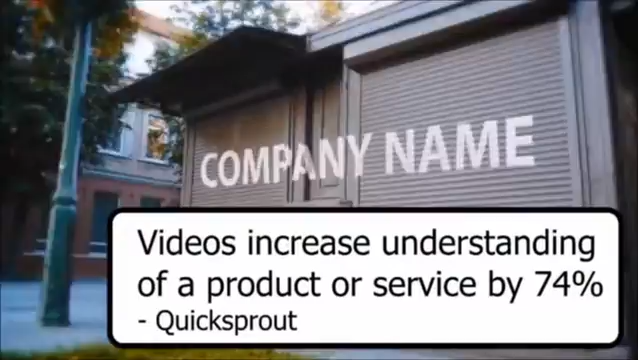 COMPANY NAME
Videos increase understanding
of a product or service by 74%
- Quicksprout